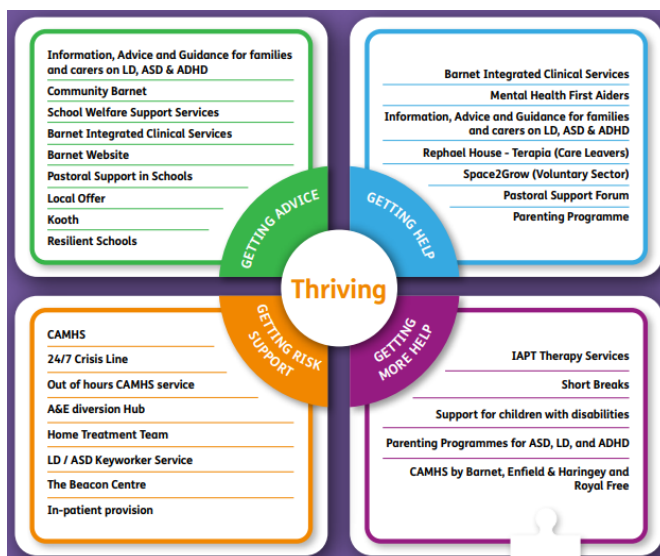 Information, Advice and Guidance for families
and carers on LD, ASD & ADHD
Community Barnet
School Welfare Support Services
Barnet Integrated Clinical Services
Barnet Website
Pastoral Support in Schools
Local Offer
Kooth
Resilient Schools
GETTING ADVICE
Barnet Integrated Clinical Services
Mental Health First Aiders
Information, Advice and Guidance for families
and carers on LD, ASD & ADHD
Rephael House - Terapia (Care Leavers)
Space2Grow (Voluntary Sector)
Pastoral Support Forum
Parenting Programme
GETTING HELP
Thriving
GETTING RISK
SUPPORT
CAMHS
24/7 Crisis Line
Out of hours CAMHS service
A&E diversion Hub
Home Treatment Team
LD / ASD Keyworker Service
The Beacon Centre
In-patient provision
GETTING
MORE HELP
IAPT Therapy Services
Short Breaks
Support for children with disabilities
Parenting Programmes for ASD, LD, and ADHD
CAMHS by Barnet, Enfield & Haringey and
Royal Free